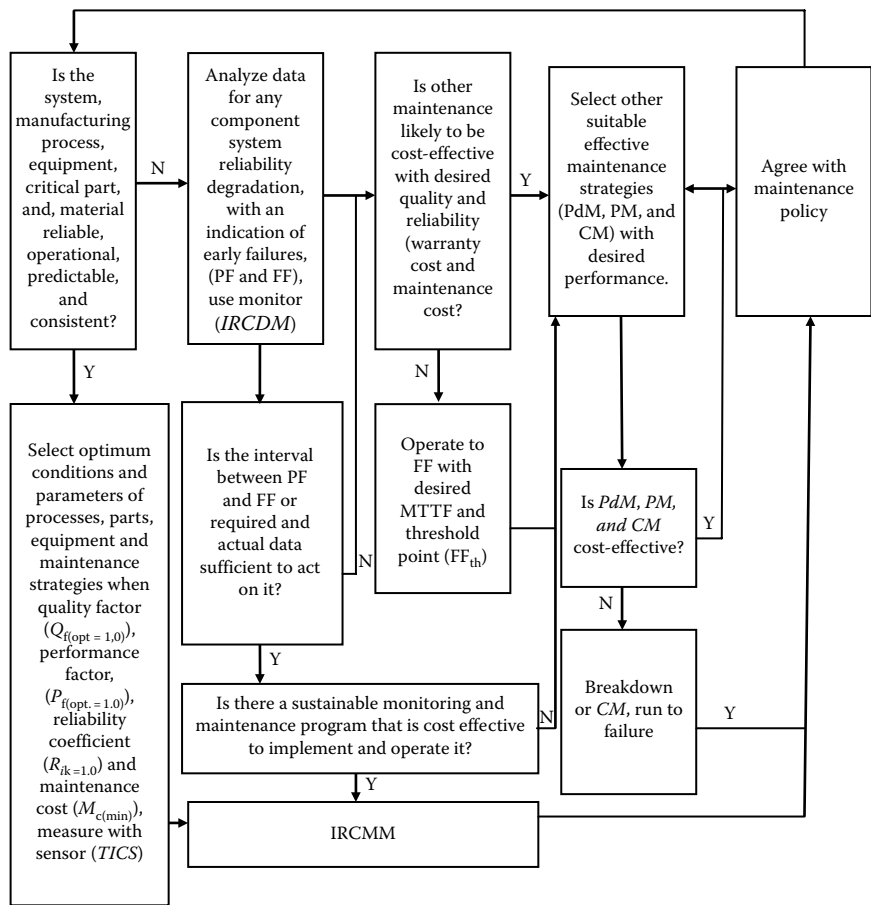 Is the
system,
manufacturing
process,
equipment,
critical part,
and, material
reliable,
operational,
predictable,
and
consistent?
N
Y
Analyze data
for any
component
system
reliability
degradation,
with an
indication of
early failures,
(PF and FF),
use monitor
(IRCDM)
Is other
maintenance
likely to be
cost-effective
with desired
quality and
reliability
(warranty
cost and
maintenance
cost?
Y
N
Select other
suitable
effective
maintenance
strategies
(PdM, PM, and
CM) with
desired
performance.
Agree with
maintenance
policy
Select optimum
conditions and
parameters of
processes, parts,
equipment and
maintenance
strategies when
quality factor
(Qf(opt = 1,0)),
performance
factor,
(Pf(opt. = 1.0)),
reliability
coefficient
(Rik =1.0) and
maintenance
cost (Mc(min)),
measure with
sensor (TICS)
Is the interval
between PF
and FF or
required and
actual data
sufficient to act
on it?
N
Y
Operate to
FF with
desired
MTTF and
threshold
point (FFth)
Is PdM, PM,
and CM
cost-effective?
Y
N
Is there a sustainable monitoring and
maintenance program that is cost effective
to implement and operate it?
N
Y
Breakdown
or CM, run to
failure
Y
IRCMM